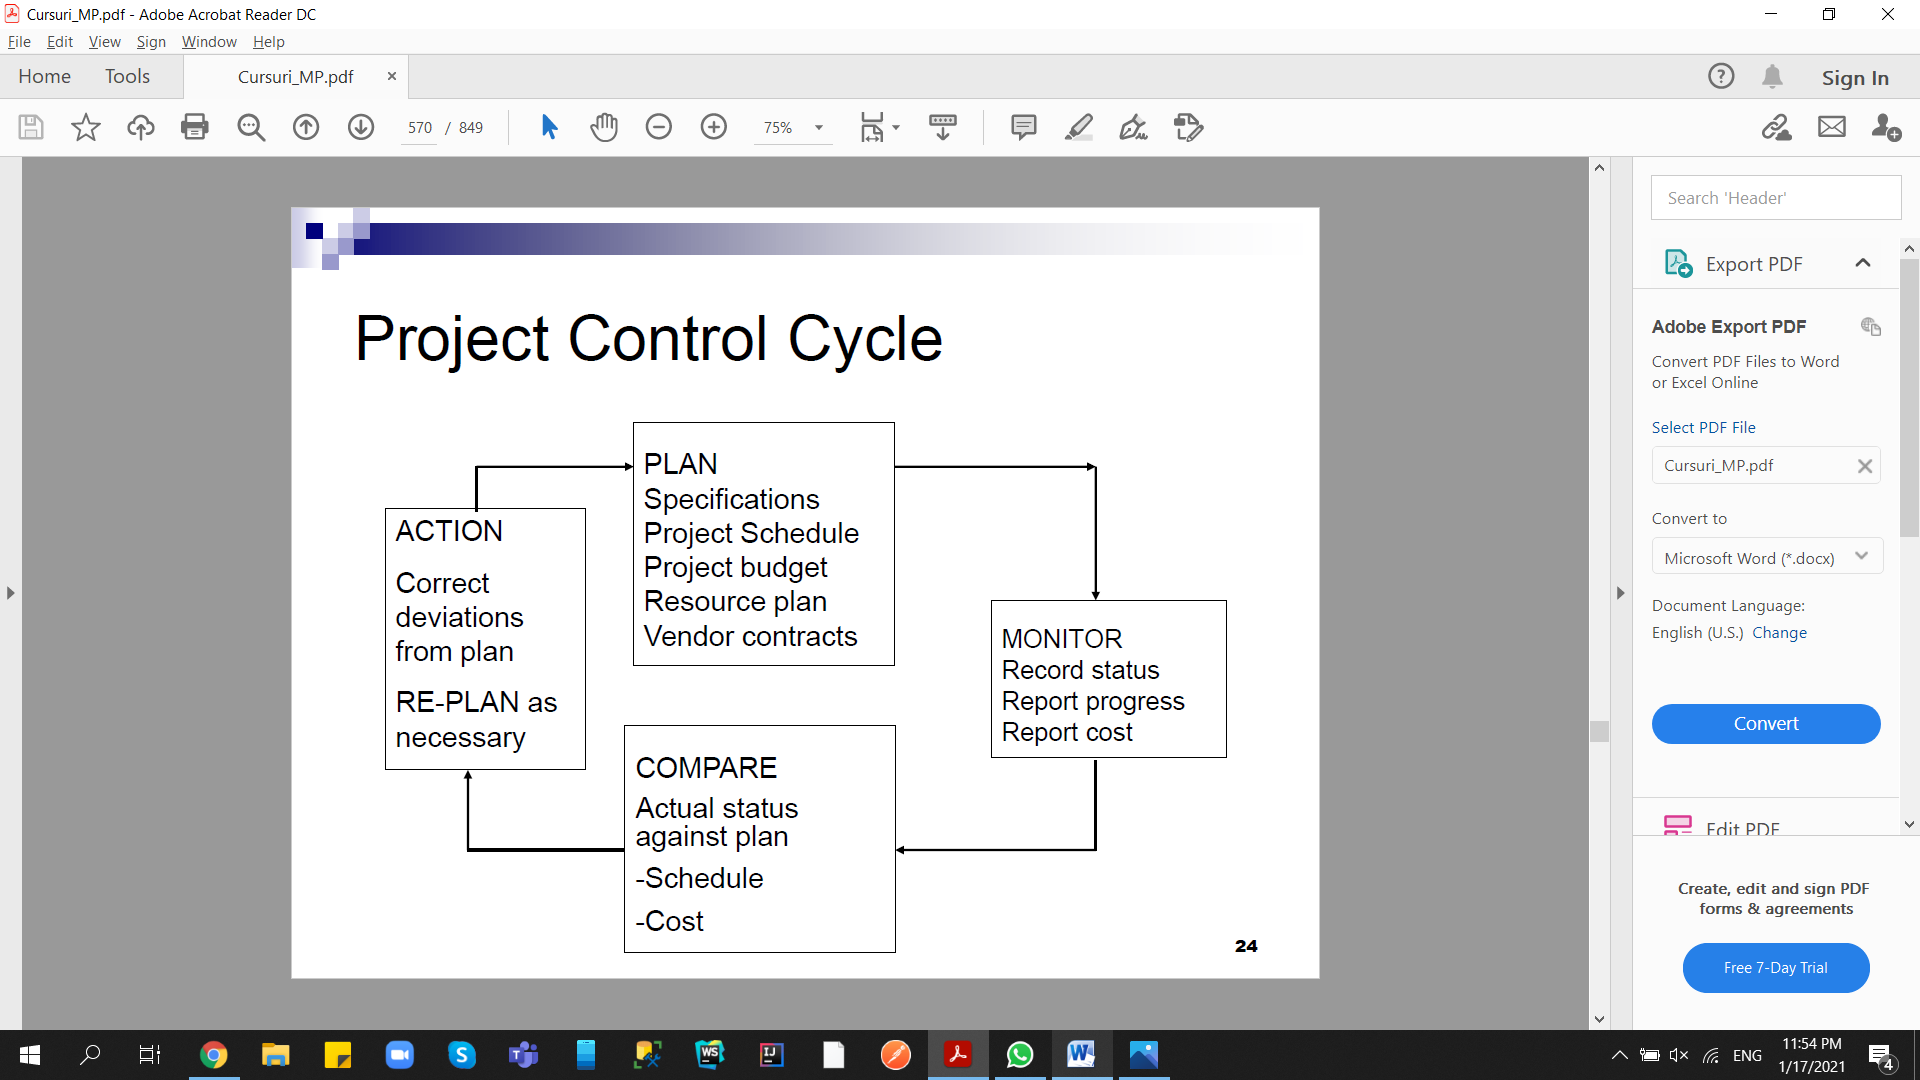 Cursuri_MP.pdf - Adobe Acrobat Reader DC
File Edit View Sign Window Help
Home Tools Cursuri_MP.pdf × ? Sign In
570 / 849 75%
Project Control Cycle
PLAN
Specifications
Project Schedule
Project budget
Resource plan
Vendor contracts
ACTION
Correct
deviations
from plan
RE-PLAN as
necessary
MONITOR
Record status
Report progress
Report cost
COMPARE
Actual status
against plan
-Schedule
-Cost
24
Search 'Header'
Export PDF
Adobe Export PDF
Convert PDF Files to Word
or Excel Online
Select PDF File
Cursuri_MP.pdf
Convert to
Microsoft Word (*.docx)
Document Language:
English (U.S.) Change
Convert
Edit PDF
Create, edit and sign PDF
forms & agreements
Free 7-Day Trial
WS
IJ
ENG
11:54 PM
1/17/2021
4